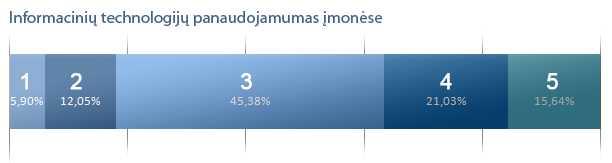 Informacinių technologijų panaudojamumas įmonėse
1 2 3 4 5
5,90% 12,05% 45,38% 21,03% 15,64%